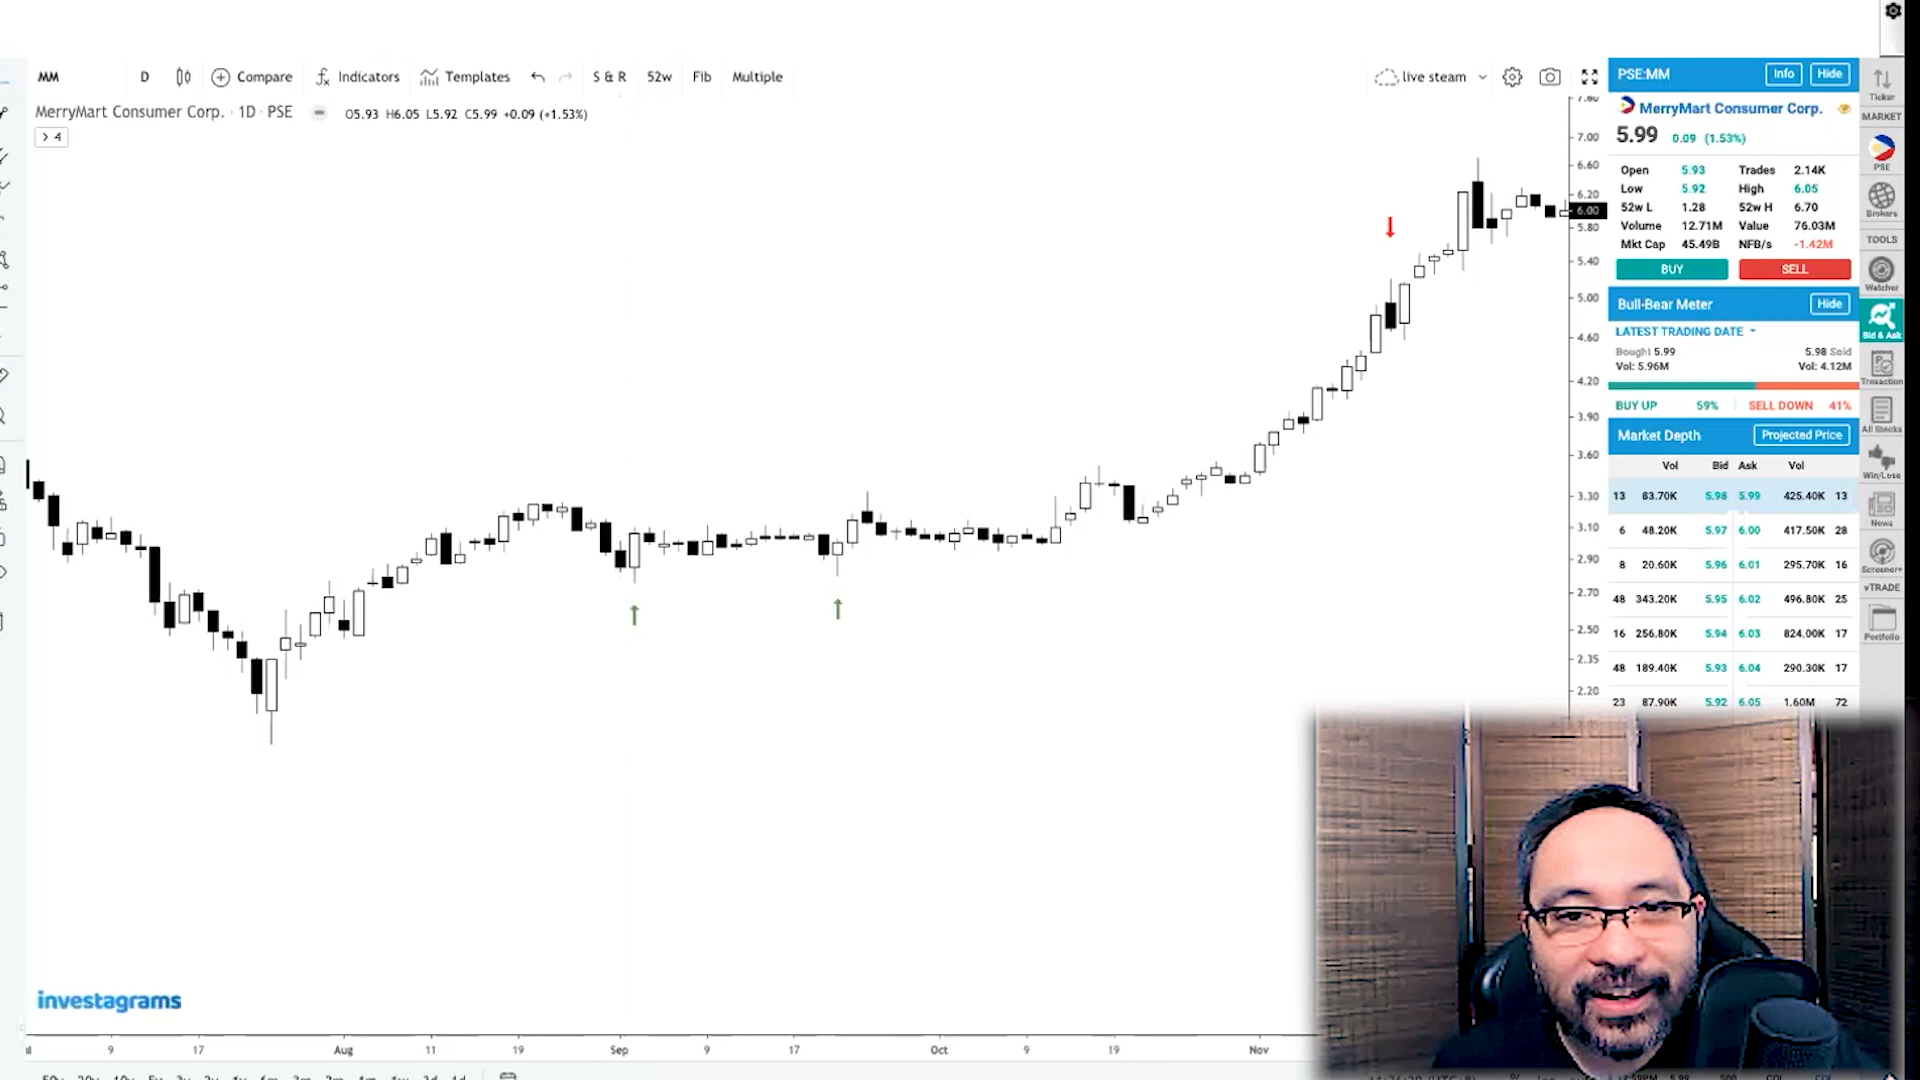 MM D Compare Indicators Templates S & R 52w Fib Multiple live steam
MerryMart Consumer Corp. · 1D · PSE O5.93 H6.05 L5.92 C5.99 +0.09 (+1.53%)
> 4
7.60
7.00
6.60
6.20
6.00
5.80
5.40
5.00
4.60
4.20
3.90
3.60
3.30
3.10
2.90
2.70
2.50
2.35
2.20
investagrams
9 17 Aug 11 19 Sep 9 17 Oct 9 19 Nov
PSE:MM Info Hide
MerryMart Consumer Corp.
5.99 0.09 (1.53%)
Open 5.93 Trades 2.14K
Low 5.92 High 6.05
52w L 1.28 52w H 6.70
Volume 12.71M Value 76.03M
Mkt Cap 45.49B NFB/s -1.42M
BUY SELL
Bull-Bear Meter Hide
LATEST TRADING DATE
Bought 5.99 5.98 Sold
Vol: 5.96M Vol: 4.12M
BUY UP 59% SELL DOWN 41%
Market Depth Projected Price
Vol Bid Ask Vol
13 83.70K 5.98 5.99 425.40K 13
6 48.20K 5.97 6.00 417.50K 28
8 20.60K 5.96 6.01 295.70K 16
48 343.20K 5.95 6.02 496.80K 25
16 256.80K 5.94 6.03 824.00K 17
48 189.40K 5.93 6.04 290.30K 17
23 87.90K 5.92 6.05 1.60M 72
Ticker
MARKET
PSE
Brokers
TOOLS
Watcher
Bid & Ask
Transaction
All Stocks
Win/Lose
News
Screener+
vTRADE
Portfolio